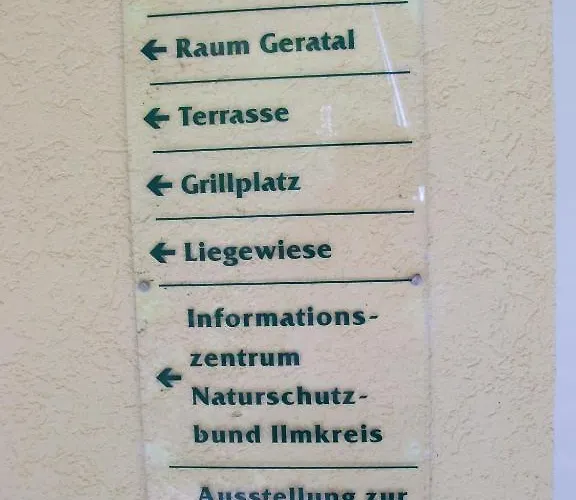 ← Raum Geratal
← Terrasse
← Grillplatz
← Liegewiese
Informations-
zentrum
← Naturschutz-
bund Ilmkreis
Ausstellung zur